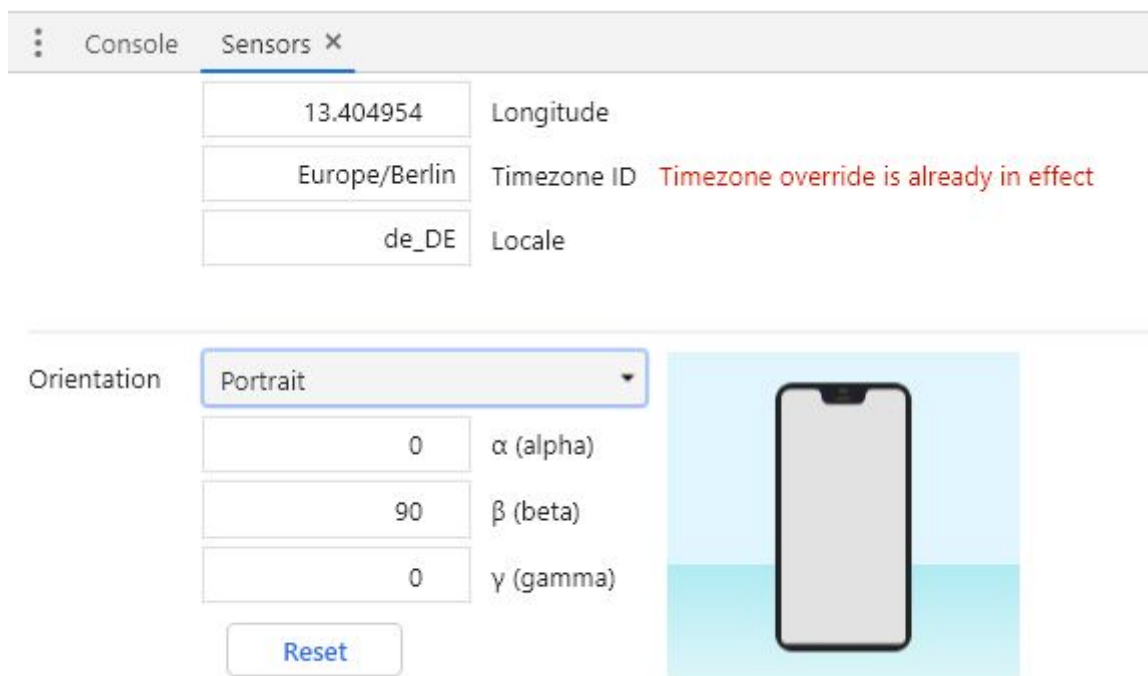 Console Sensors ×
13.404954 Longitude
Europe/Berlin Timezone ID Timezone override is already in effect
de_DE Locale
Orientation Portrait
0 α (alpha)
90 β (beta)
0 γ (gamma)
Reset